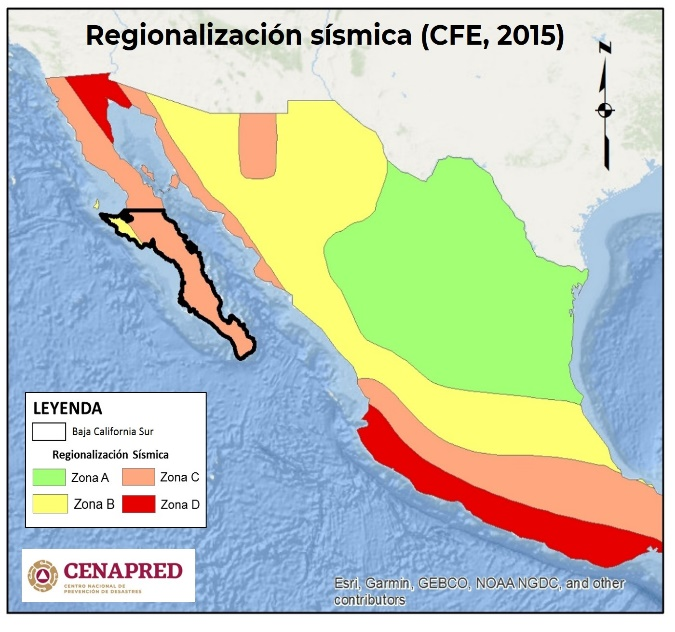 Regionalización sísmica (CFE, 2015)
N
LEYENDA
Baja California Sur
Regionalización Sísmica
Zona A
Zona C
Zona B
Zona D
CENAPRED
CENTRO NACIONAL DE
PREVENCIÓN DE DESASTRES
Esri, Garmin, GEBCO, NOAA NGDC, and other
contributors